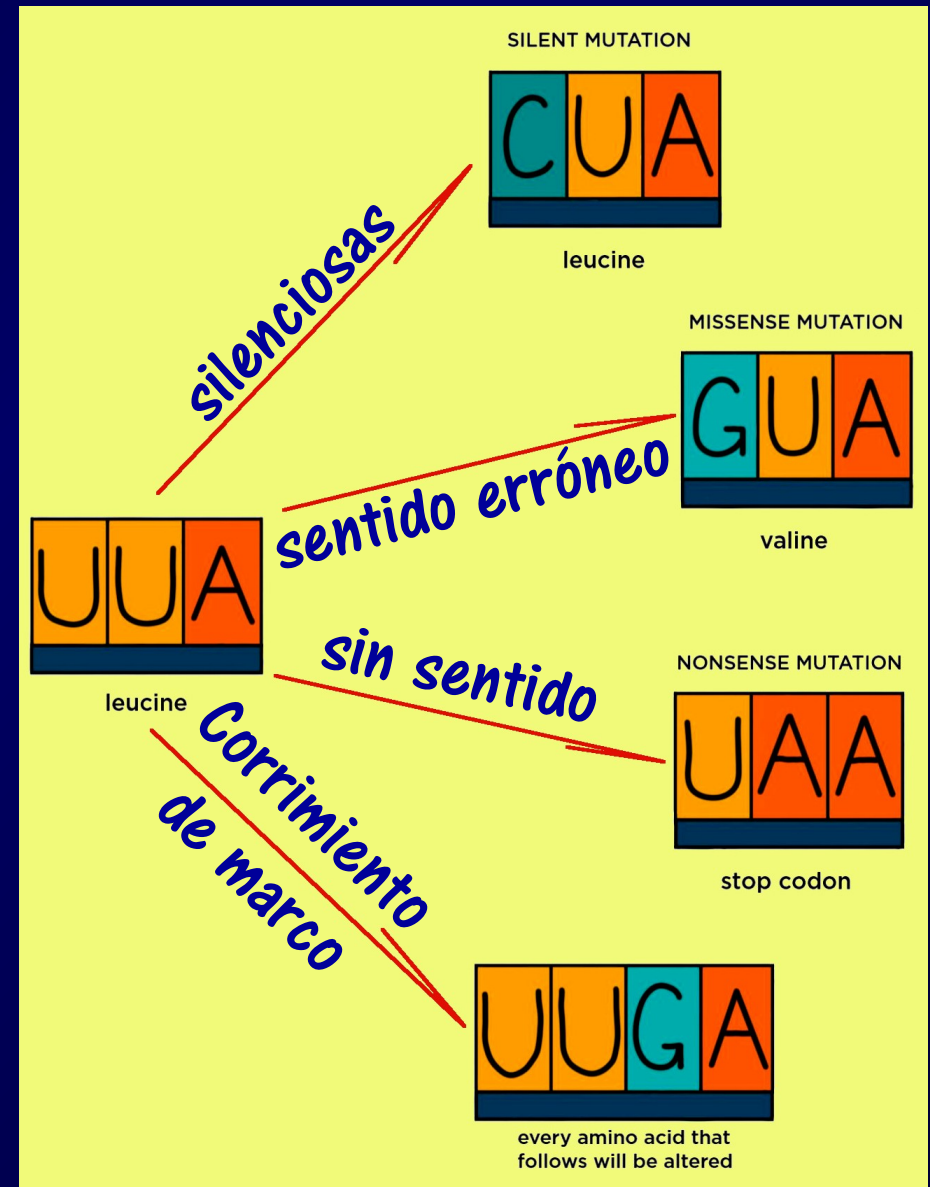 SILENT MUTATION
CUA
leucine
silenciosas
MISSENSE MUTATION
GUA
valine
sentido erróneo
UUA
leucine
sin sentido
NONSENSE MUTATION
UAA
stop codon
Corrimiento
de marco
UUGA
every amino acid that
follows will be altered